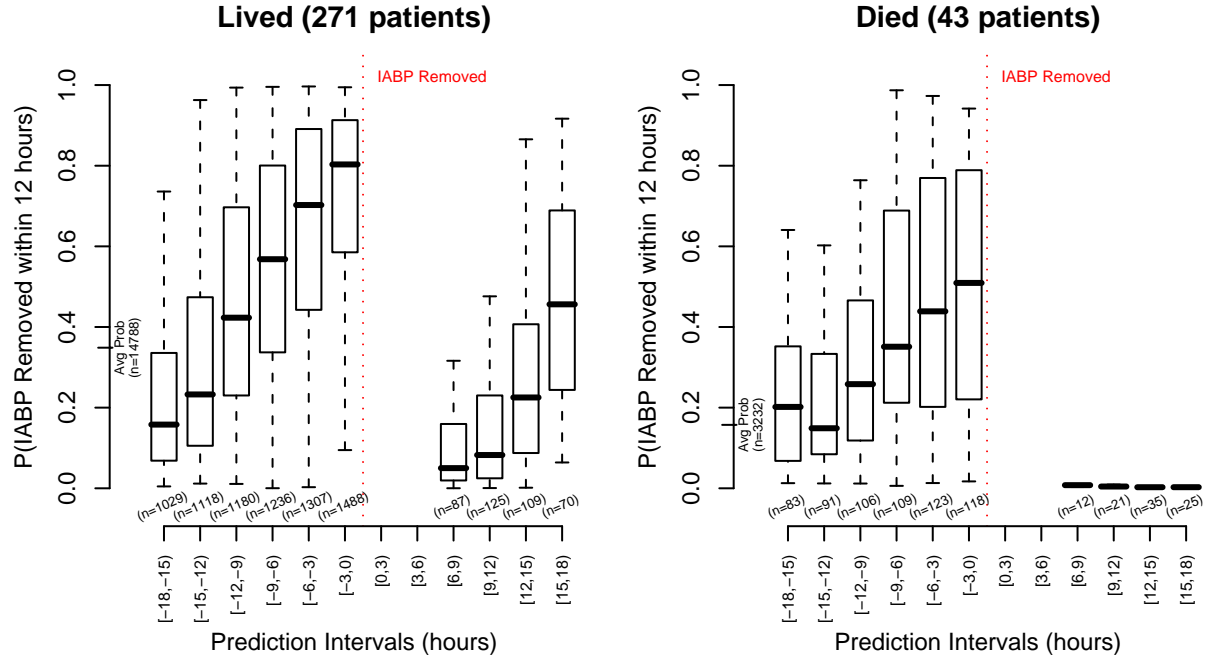 Lived (271 patients)
P(IABP Removed within 12 hours)
1.0
0.8
0.6
0.4
0.2
0.0
Avg Prob
(n=14788)
IABP Removed
(n=1029)
(n=1118)
(n=1180)
(n=1236)
(n=1307)
(n=1488)
(n=87)
(n=125)
(n=109)
(n=70)
[−18,−15)
[−15,−12)
[−12,−9)
[−9,−6)
[−6,−3)
[−3,0)
[0,3)
[3,6)
[6,9)
[9,12)
[12,15)
[15,18)
Prediction Intervals (hours)
Died (43 patients)
P(IABP Removed within 12 hours)
1.0
0.8
0.6
0.4
0.2
0.0
Avg Prob
(n=3232)
IABP Removed
(n=83)
(n=91)
(n=106)
(n=109)
(n=123)
(n=118)
(n=12)
(n=21)
(n=35)
(n=25)
[−18,−15)
[−15,−12)
[−12,−9)
[−9,−6)
[−6,−3)
[−3,0)
[0,3)
[3,6)
[6,9)
[9,12)
[12,15)
[15,18)
Prediction Intervals (hours)